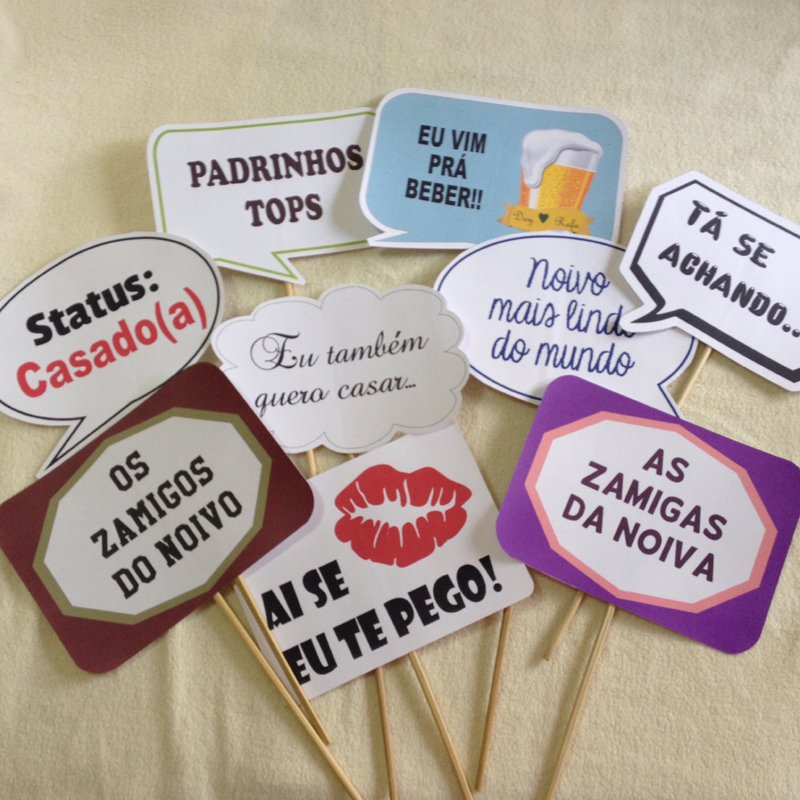 PADRINHOS
TOPS
EU VIM
PRÁ
BEBER!!
TÁ SE
ACHANDO..
Status:
Casado(a)
Eu também
quero casar...
Noivo
mais lindo
do mundo
OS
ZAMIGOS
DO NOIVO
AI SE
EU TE PEGO!
AS
ZAMIGAS
DA NOIVA